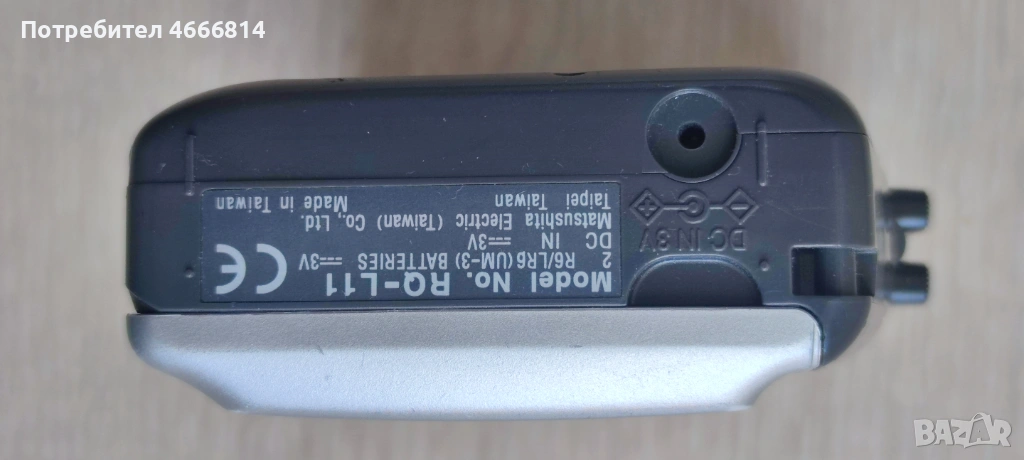 Потребител 4666814
Model No. RQ-L11
2 R6/LR6 (UM-3) BATTERIES ⎓3V
DC IN ⎓3V
Matsushita Electric (Taiwan) Co., Ltd.
Taipei Taiwan Made in Taiwan
CE
DC IN 3V
BAZAR